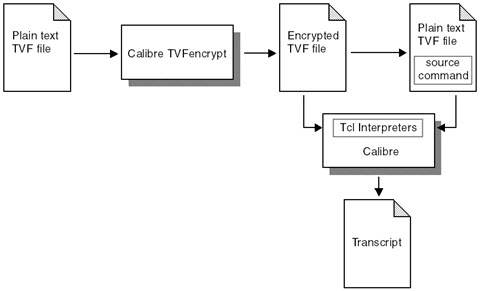 Plain text
TVF file
Calibre TVFencrypt
Encrypted
TVF file
Plain text
TVF file
source
command
Tcl Interpreters
Calibre
Transcript